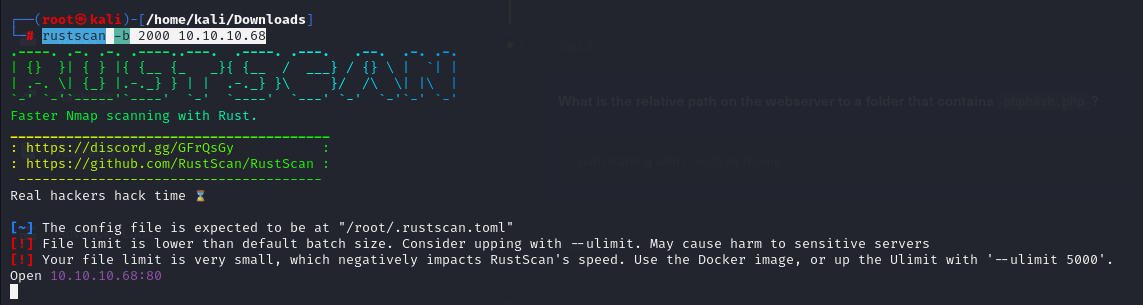 ┌──(root㉿kali)-[/home/kali/Downloads]
└─# rustscan -b 2000 10.10.10.68
.----. .-. .-. .----..---.  .----. .---.   .--.  .-. .-.
| {}  }| { } |{ {__ {_   _}{ {__  /  ___} / {} \ |  `| |
| .-. \| {_} |.-._} } | |  .-._} }\     }/  /\  \| |\  |
`-' `-'`-----'`----'  `-'  `----'  `---' `-'  `-'`-' `-'
Faster Nmap scanning with Rust.
________________________________________
: https://discord.gg/GFrQsGy           :
: https://github.com/RustScan/RustScan :
 --------------------------------------
Real hackers hack time ⌛
What is the relative path on the webserver to a folder that contains phpbash.php ?
[~] The config file is expected to be at "/root/.rustscan.toml"
[!] File limit is lower than default batch size. Consider upping with --ulimit. May cause harm to sensitive servers
[!] Your file limit is very small, which negatively impacts RustScan's speed. Use the Docker image, or up the Ulimit with '--ulimit 5000'.
Open 10.10.10.68:80